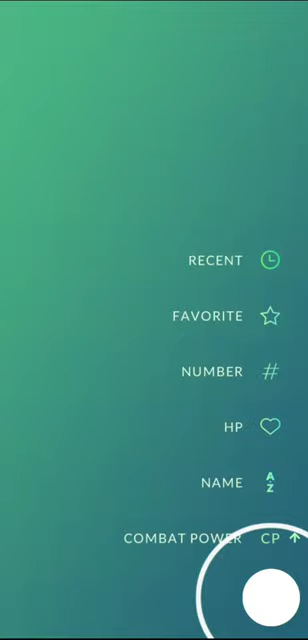 RECENT
FAVORITE
NUMBER #
HP
NAME A Z
COMBAT POWER CP